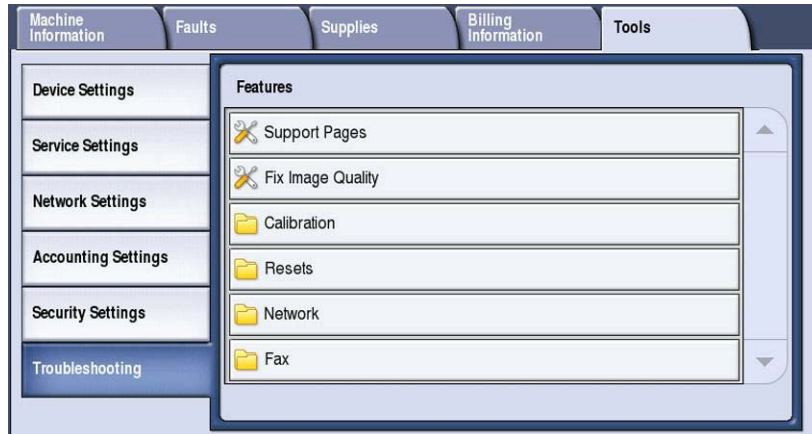 Machine
Information
Faults
Supplies
Billing
Information
Tools
Device Settings
Service Settings
Network Settings
Accounting Settings
Security Settings
Troubleshooting
Features
Support Pages
Fix Image Quality
Calibration
Resets
Network
Fax